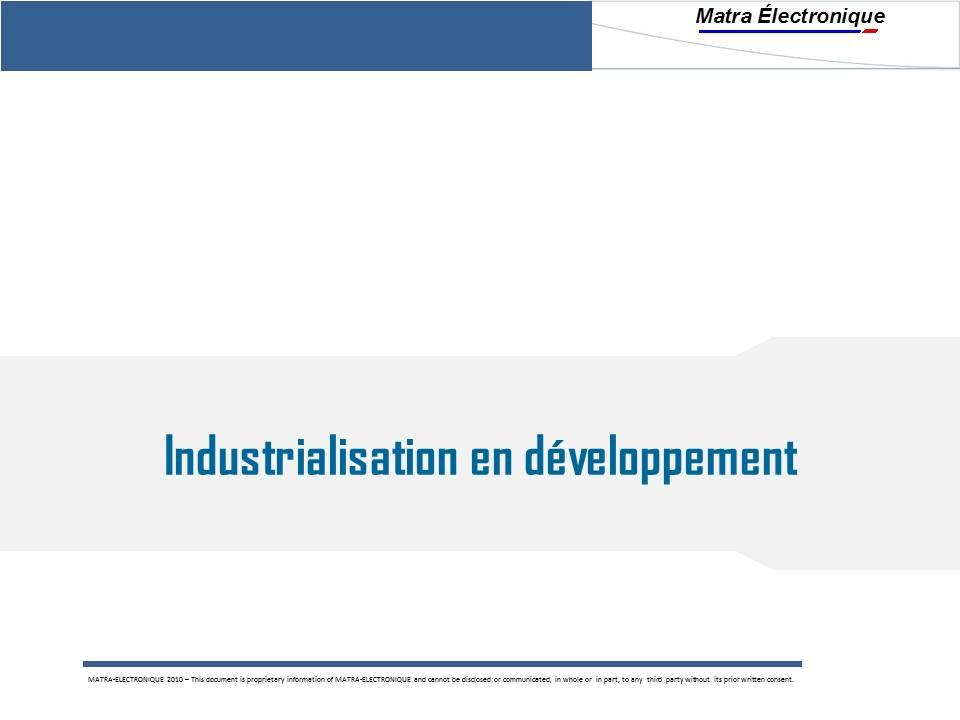 Matra Électronique
Industrialisation en développement
MATRA-ELECTRONIQUE 2010 – This document is proprietary information of MATRA-ELECTRONIQUE and cannot be disclosed or communicated, in whole or in part, to any third party without its prior written consent.